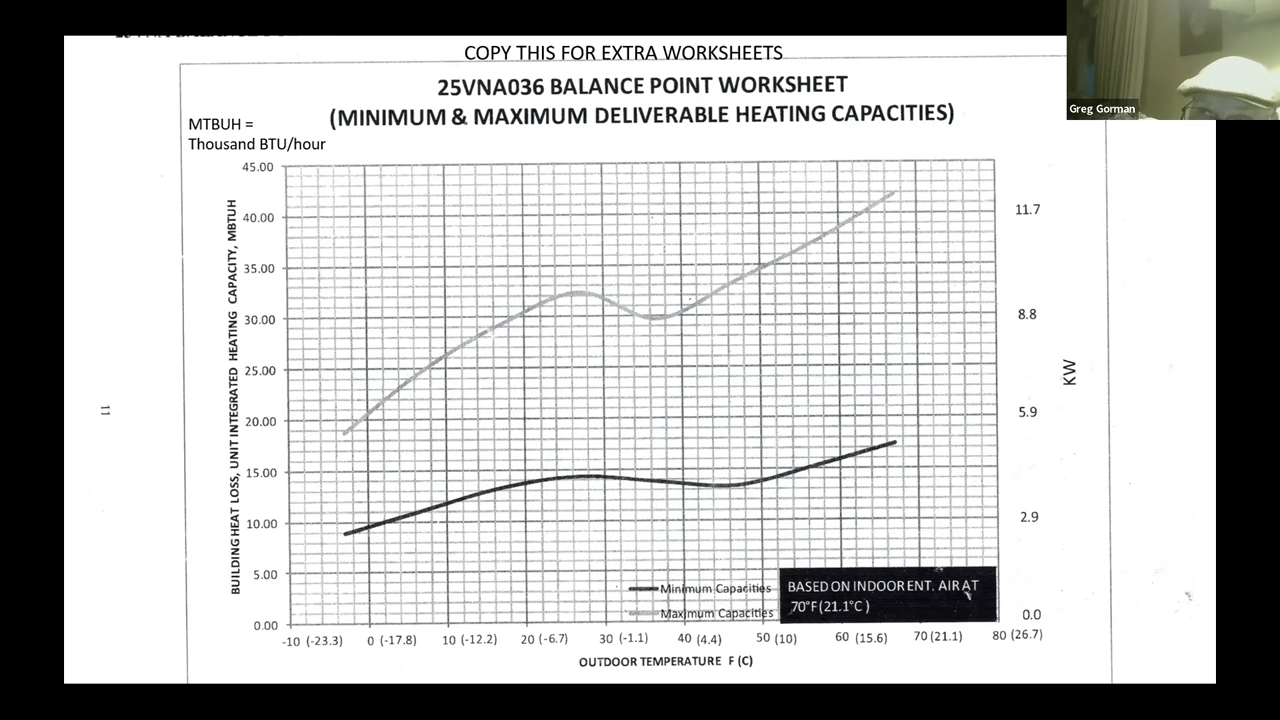 COPY THIS FOR EXTRA WORKSHEETS
25VNA036 BALANCE POINT WORKSHEET
(MINIMUM & MAXIMUM DELIVERABLE HEATING CAPACITIES)
Greg Gorman
MTBUH =
Thousand BTU/hour
BUILDING HEAT LOSS, UNIT INTEGRATED HEATING CAPACITY, MBTUH
45.00
40.00
35.00
30.00
25.00
20.00
15.00
10.00
5.00
0.00
11.7
8.8
5.9
2.9
0.0
KW
11
Minimum Capacities
Maximum Capacities
BASED ON INDOOR ENT. AIR AT
70°F (21.1°C )
-10 (-23.3) 0 (-17.8) 10 (-12.2) 20 (-6.7) 30 (-1.1) 40 (4.4) 50 (10) 60 (15.6) 70 (21.1) 80 (26.7)
OUTDOOR TEMPERATURE F (C)